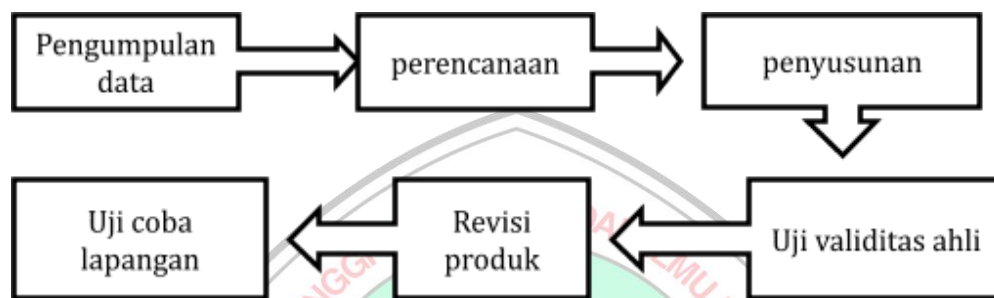 Pengumpulan
data
perencanaan
penyusunan
Uji coba
lapangan
Revisi
produk
Uji validitas ahli